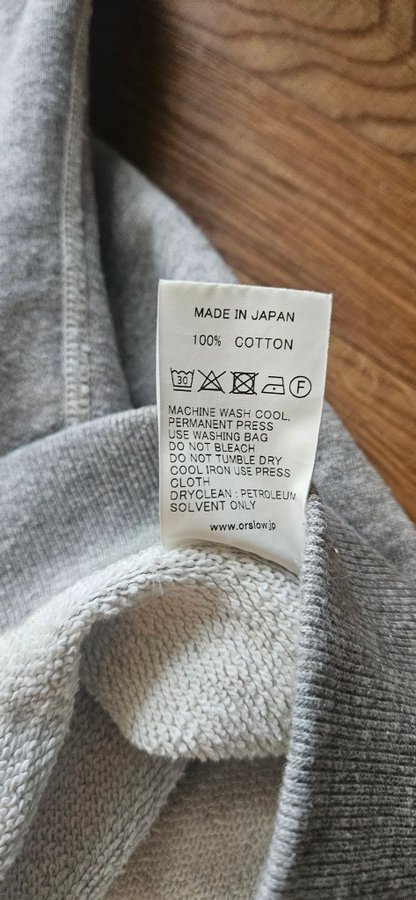 MADE IN JAPAN
100% COTTON
30 F
MACHINE WASH COOL,
PERMANENT PRESS
USE WASHING BAG
DO NOT BLEACH
DO NOT TUMBLE DRY
COOL IRON USE PRESS
CLOTH
DRYCLEAN : PETROLEUM
SOLVENT ONLY
www.orslow.jp